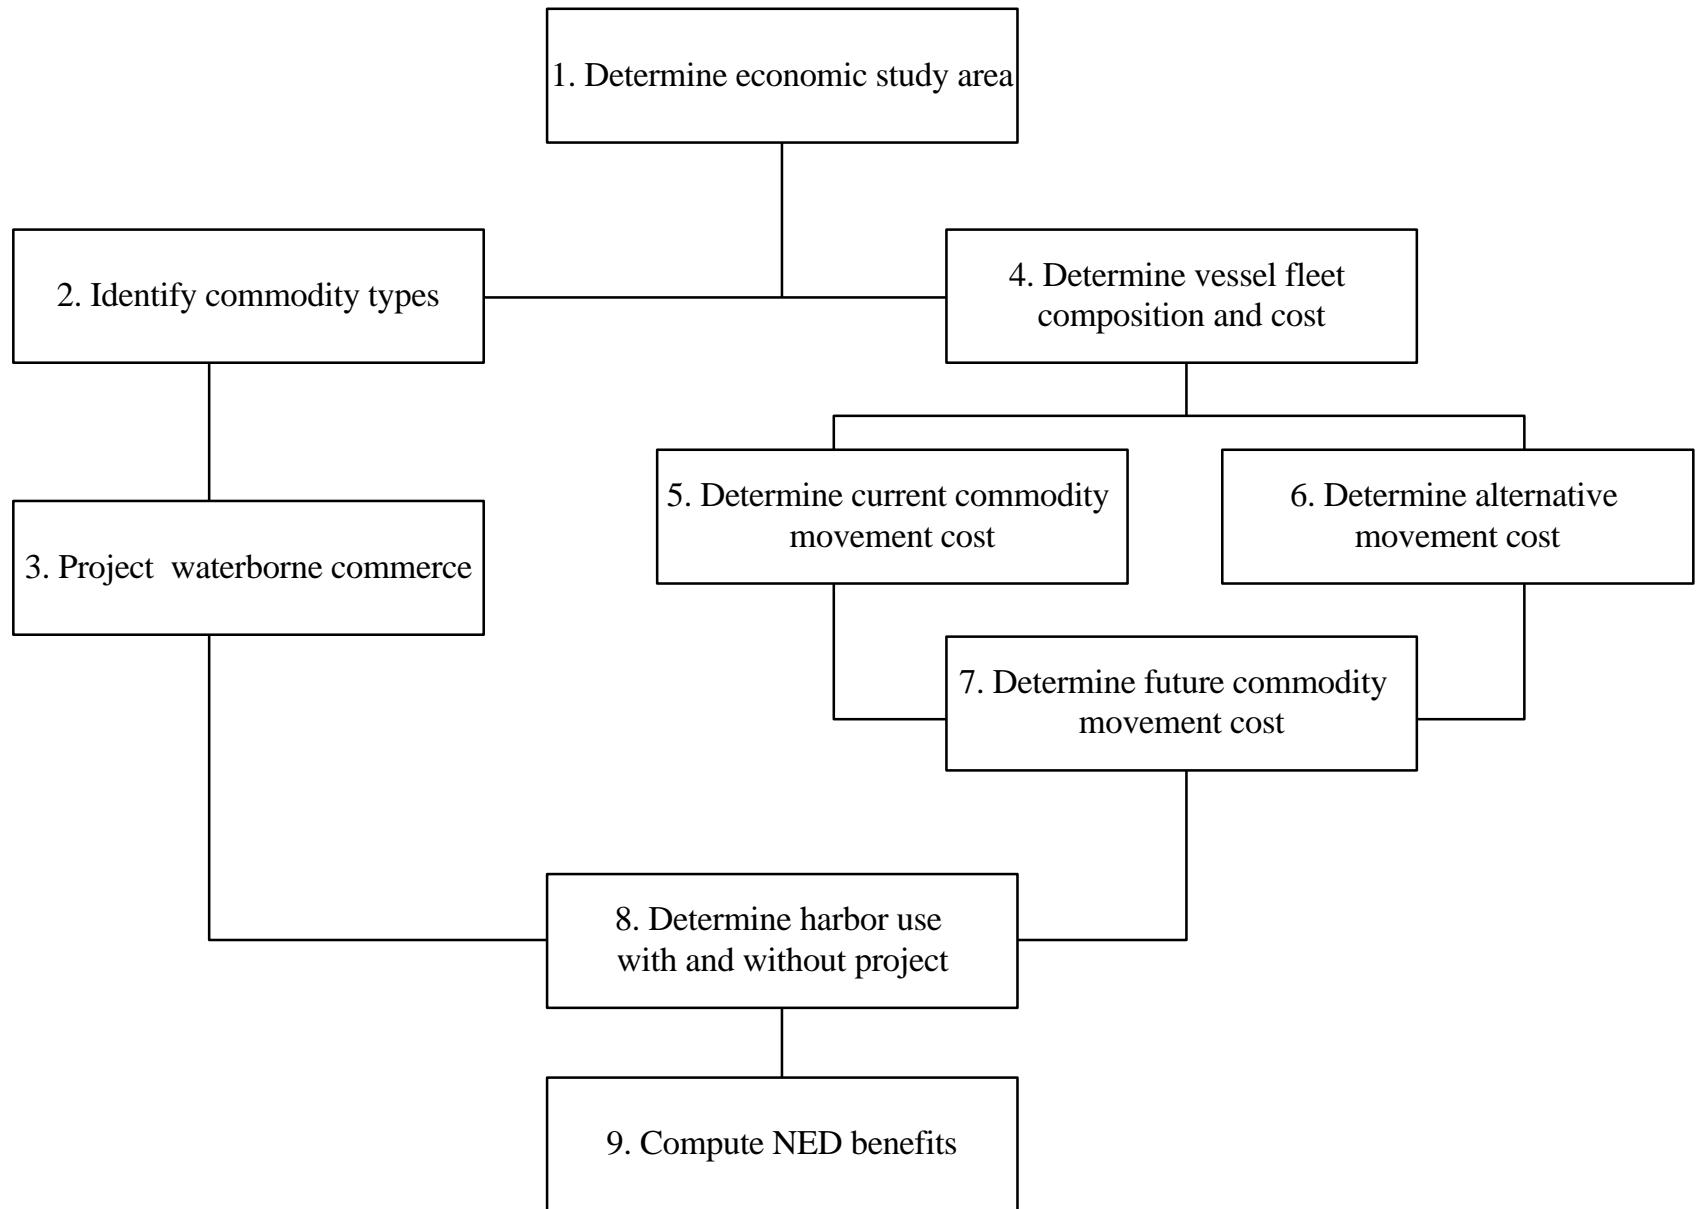 1. Determine economic study area
2. Identify commodity types
4. Determine vessel fleet
composition and cost
5. Determine current commodity
movement cost
6. Determine alternative
movement cost
3. Project  waterborne commerce
7. Determine future commodity
movement cost
8. Determine harbor use
with and without project
9. Compute NED benefits